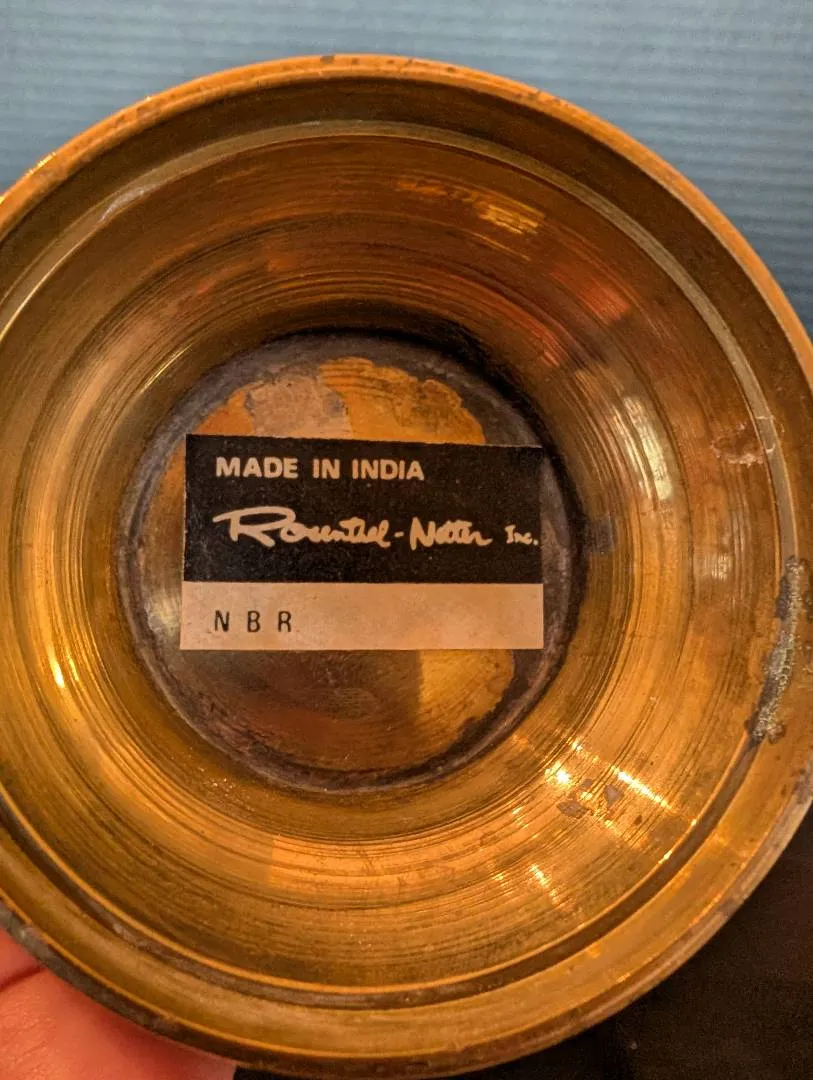 MADE IN INDIA
Rosenthal-Netter Inc.
NBR